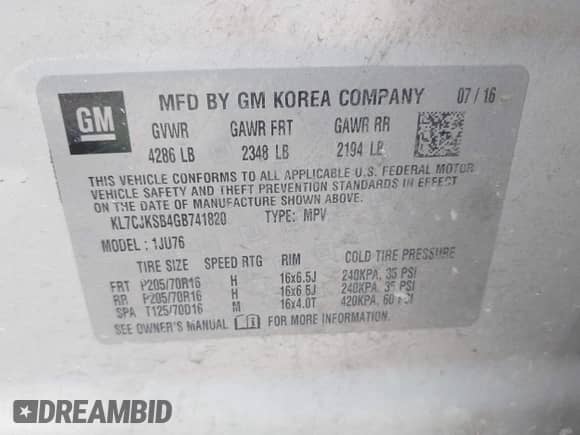 GM
MFD BY GM KOREA COMPANY 07/16
GVWR GAWR FRT GAWR RR
4286 LB 2348 LB 2194 LB
THIS VEHICLE CONFORMS TO ALL APPLICABLE U.S. FEDERAL MOTOR
VEHICLE SAFETY AND THEFT PREVENTION STANDARDS IN EFFECT
ON THE DATE OF MANUFACTURE SHOWN ABOVE.
KL7CJKSB4GB741820 TYPE: MPV
MODEL: 1JU76
TIRE SIZE SPEED RTG RIM COLD TIRE PRESSURE
FRT P205/70R16 H 16x6.5J 240KPA, 35 PSI
RR P205/70R16 H 16x6.5J 240KPA, 35 PSI
SPA T125/70D16 M 16x4.0T 420KPA, 60 PSI
SEE OWNER'S MANUAL FOR MORE INFORMATION.
DREAMBID